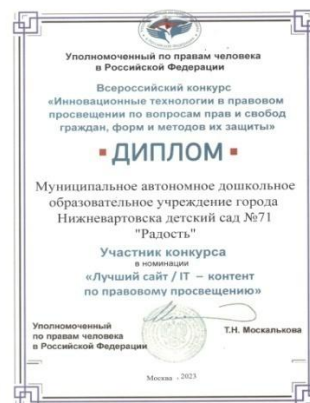 Уполномоченный по правам человека
в Российской Федерации
Всероссийский конкурс
«Инновационные технологии в правовом
просвещении по вопросам прав и свобод
граждан, форм и методов их защиты»
ДИПЛОМ
Муниципальное автономное дошкольное
образовательное учреждение города
Нижневартовска детский сад №71
"Радость"
Участник конкурса
в номинации
«Лучший сайт / IT – контент
по правовому просвещению»
Уполномоченный
по правам человека
в Российской Федерации
Т.Н. Москалькова
Москва - 2023